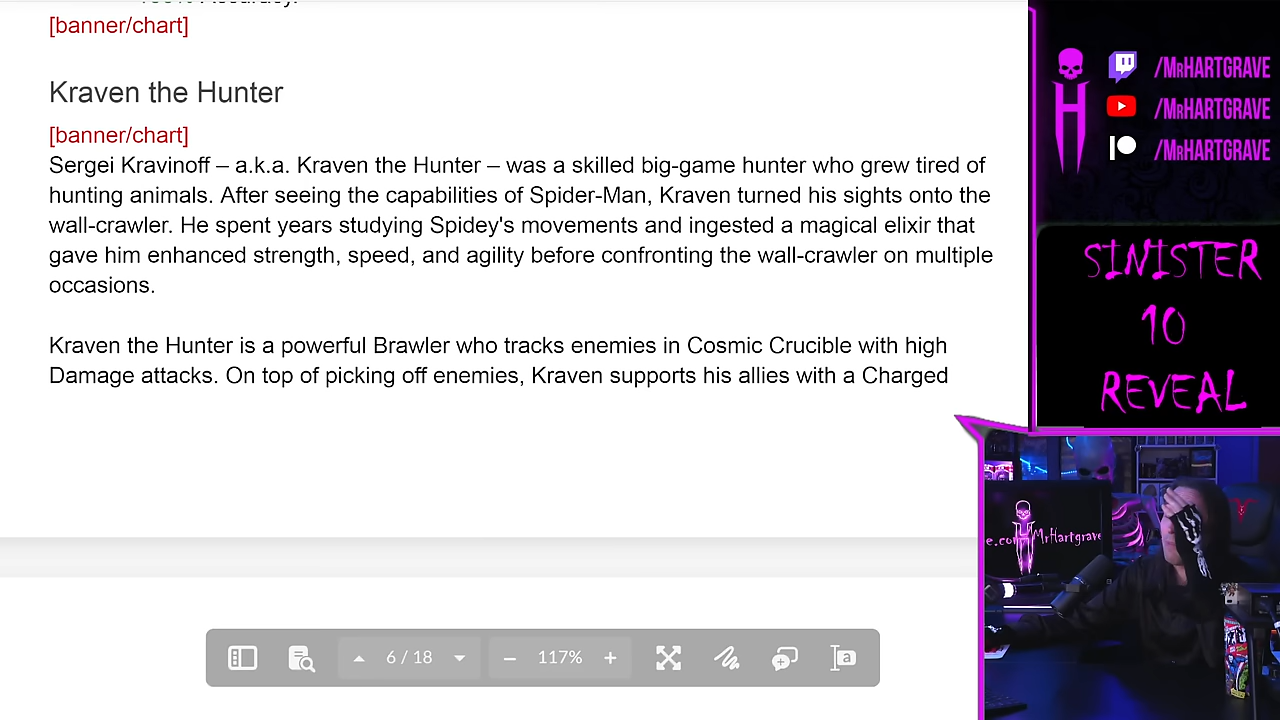 [banner/chart]
Kraven the Hunter
[banner/chart]
Sergei Kravinoff – a.k.a. Kraven the Hunter – was a skilled big-game hunter who grew tired of
hunting animals. After seeing the capabilities of Spider-Man, Kraven turned his sights onto the
wall-crawler. He spent years studying Spidey's movements and ingested a magical elixir that
gave him enhanced strength, speed, and agility before confronting the wall-crawler on multiple
occasions.
Kraven the Hunter is a powerful Brawler who tracks enemies in Cosmic Crucible with high
Damage attacks. On top of picking off enemies, Kraven supports his allies with a Charged
6 / 18
117%
a
/MRHARTGRAVE
/MRHARTGRAVE
/MRHARTGRAVE
SINISTER
10
REVEAL
MrHartgrave